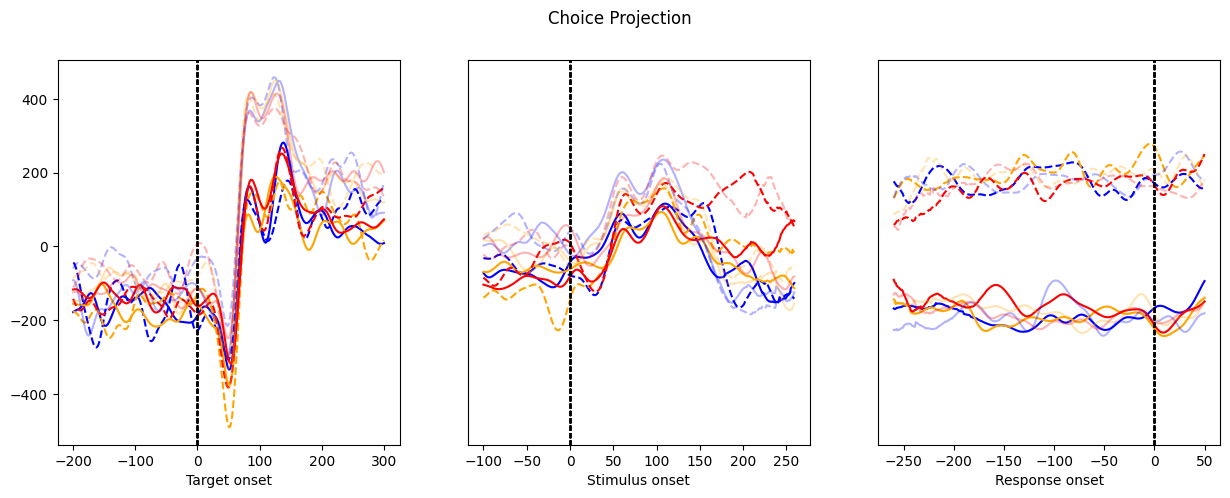 Choice Projection
400
200
0
−200
−400
−200 −100 0 100 200 300
Target onset
−100 −50 0 50 100 150 200 250
Stimulus onset
−250 −200 −150 −100 −50 0 50
Response onset